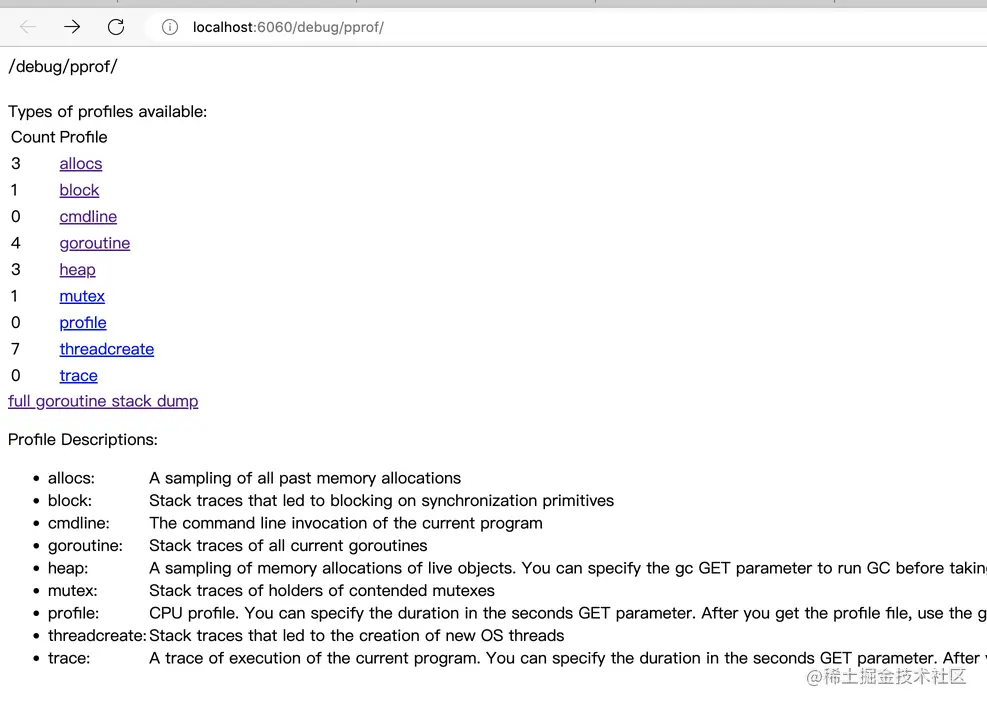 localhost:6060/debug/pprof/
/debug/pprof/
Types of profiles available:
Count Profile
3 allocs
1 block
0 cmdline
4 goroutine
3 heap
1 mutex
0 profile
7 threadcreate
0 trace
full goroutine stack dump
Profile Descriptions:
• allocs: A sampling of all past memory allocations
• block: Stack traces that led to blocking on synchronization primitives
• cmdline: The command line invocation of the current program
• goroutine: Stack traces of all current goroutines
• heap: A sampling of memory allocations of live objects. You can specify the gc GET parameter to run GC before
• mutex: Stack traces of holders of contended mutexes
• profile: CPU profile. You can specify the duration in the seconds GET parameter. After you get the profile file, use the
• threadcreate: Stack traces that led to the creation of new OS threads
• trace: A trace of execution of the current program. You can specify the duration in the seconds GET parameter. After
@稀土掘金技术社区